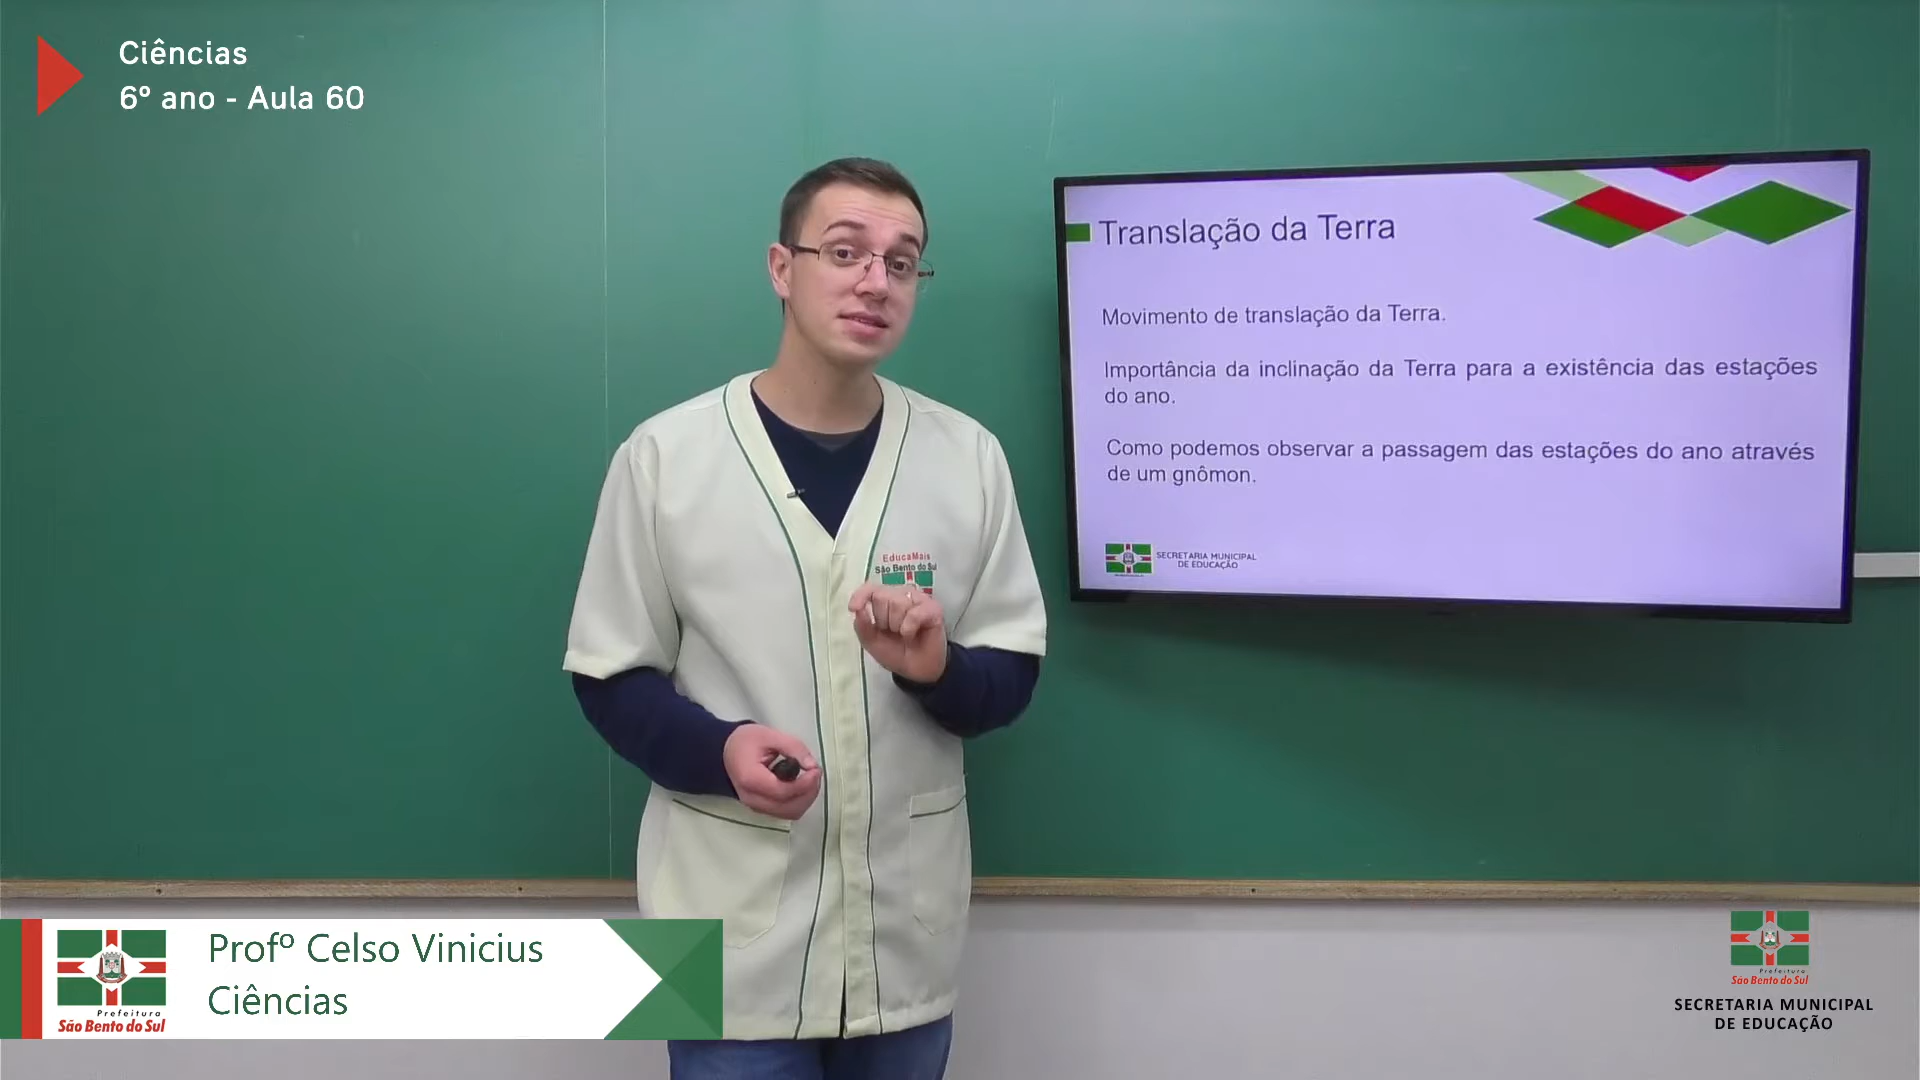 Ciências
6º ano - Aula 60
Translação da Terra
Movimento de translação da Terra.
Importância da inclinação da Terra para a existência das estações
do ano.
Como podemos observar a passagem das estações do ano através
de um gnômon.
SECRETARIA MUNICIPAL
DE EDUCAÇÃO
EducaMais
São Bento do Sul
Profº Celso Vinicius
Ciências
Prefeitura
São Bento do Sul
Prefeitura
São Bento do Sul
SECRETARIA MUNICIPAL
DE EDUCAÇÃO